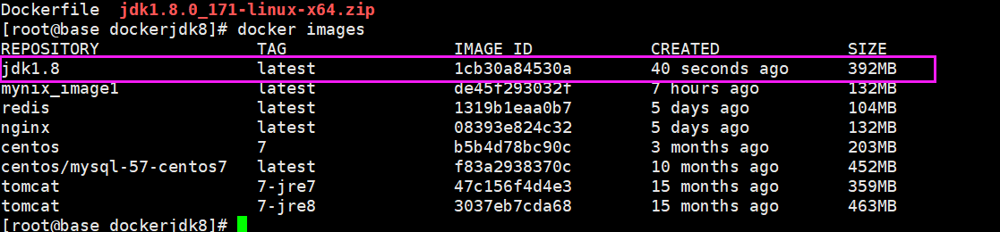 Dockerfile  jdk1.8.0_171-linux-x64.zip
[root@base dockerjdk8]# docker images
REPOSITORY TAG IMAGE ID CREATED SIZE
jdk1.8 latest 1cb30a84530a 40 seconds ago 392MB
mynix_image1 latest de45f293032f 7 hours ago 132MB
redis latest 1319b1eaa0b7 5 days ago 104MB
nginx latest 08393e824c32 5 days ago 132MB
centos 7 b5b4d78bc90c 3 months ago 203MB
centos/mysql-57-centos7 latest f83a2938370c 10 months ago 452MB
tomcat 7-jre7 47c156f4d4e3 15 months ago 359MB
tomcat 7-jre8 3037eb7cda68 15 months ago 463MB
[root@base dockerjdk8]#